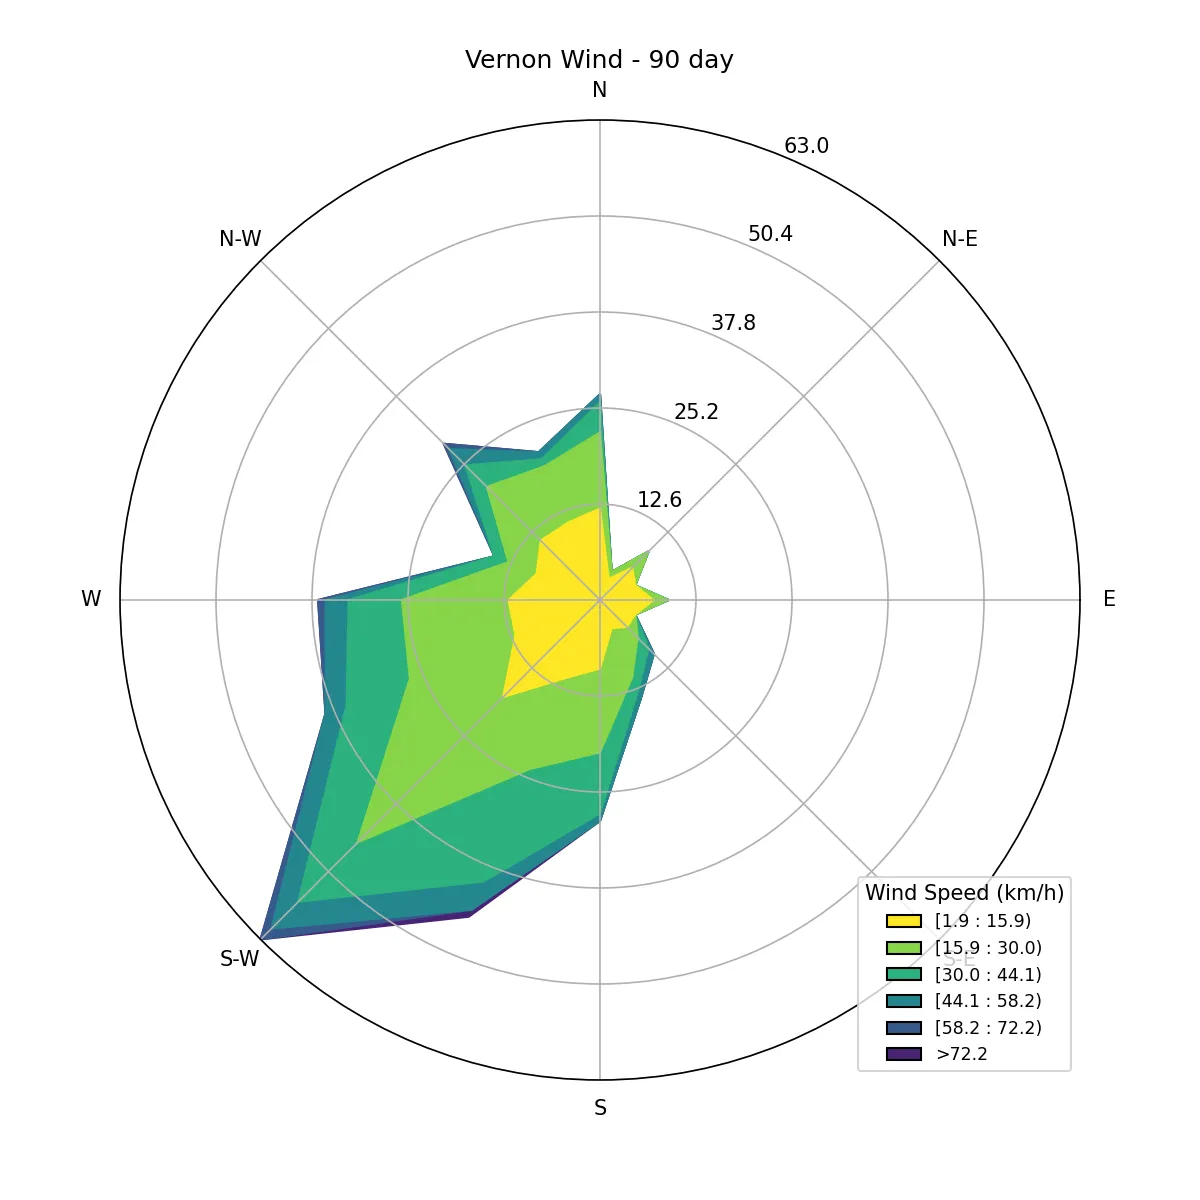 Vernon Wind - 90 day
N
63.0
N-W
50.4
N-E
37.8
25.2
12.6
W
E
S-W
S-E
S
Wind Speed (km/h)
[1.9 : 15.9)
[15.9 : 30.0)
[30.0 : 44.1)
[44.1 : 58.2)
[58.2 : 72.2)
>72.2